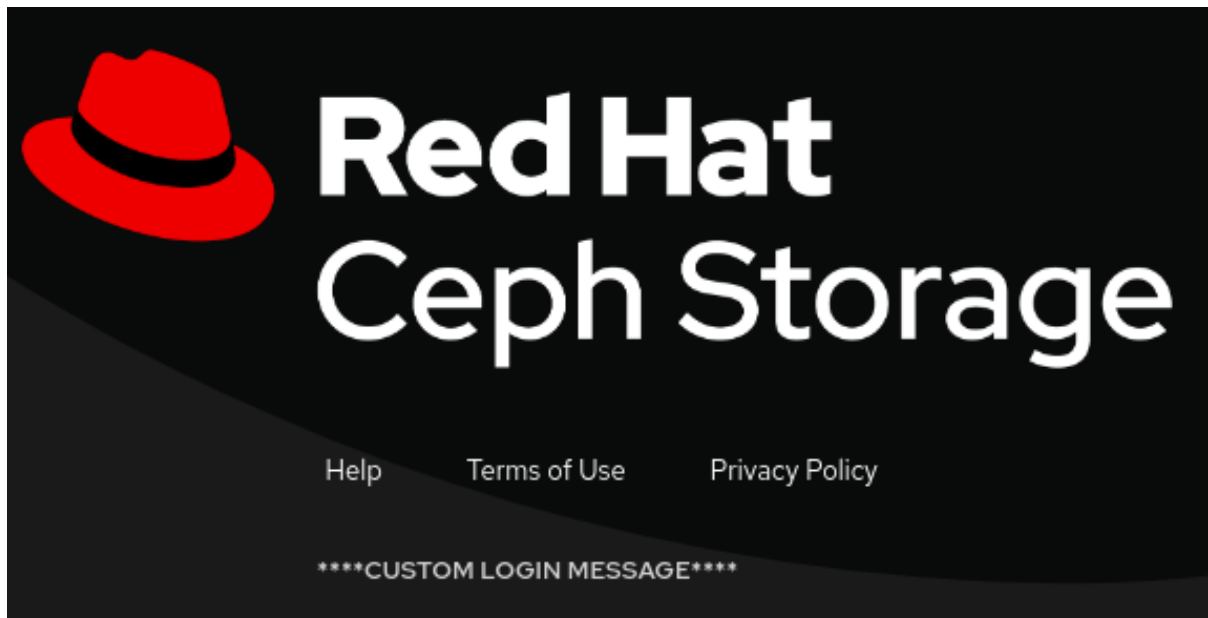 Red Hat
Ceph Storage
Help Terms of Use Privacy Policy
****CUSTOM LOGIN MESSAGE****